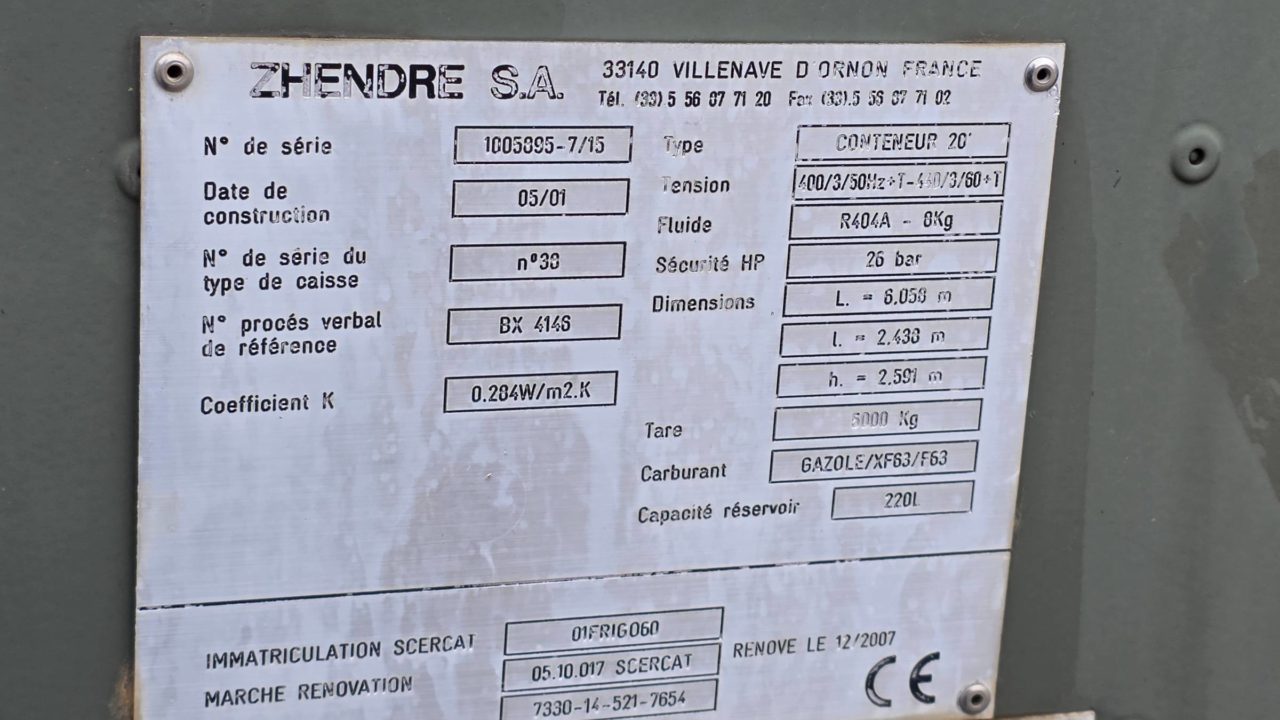 ZHENDRE S.A.
33140 VILLENAVE D'ORNON FRANCE
Tél. (33) 5 56 87 71 20 Fax (33).5 56 87 71 02
N° de série 1005895-7/15
Date de construction 05/01
N° de série du type de caisse n°38
N° procés verbal de référence BX 4146
Coefficient K 0.284W/m2.K
Type CONTENEUR 20'
Tension 400/3/50Hz+T-440/3/60+T
Fluide R404A - 8Kg
Sécurité HP 26 bar
Dimensions L. = 6,058 m
l. = 2,438 m
h. = 2,591 m
Tare 5000 Kg
Carburant GAZOLE/XF63/F63
Capacité réservoir 220L
IMMATRICULATION SCERCAT 01FRIGO60
MARCHE RENOVATION 05.10.017 SCERCAT
7330-14-521-7654
RENOVE LE 12/2007
CE